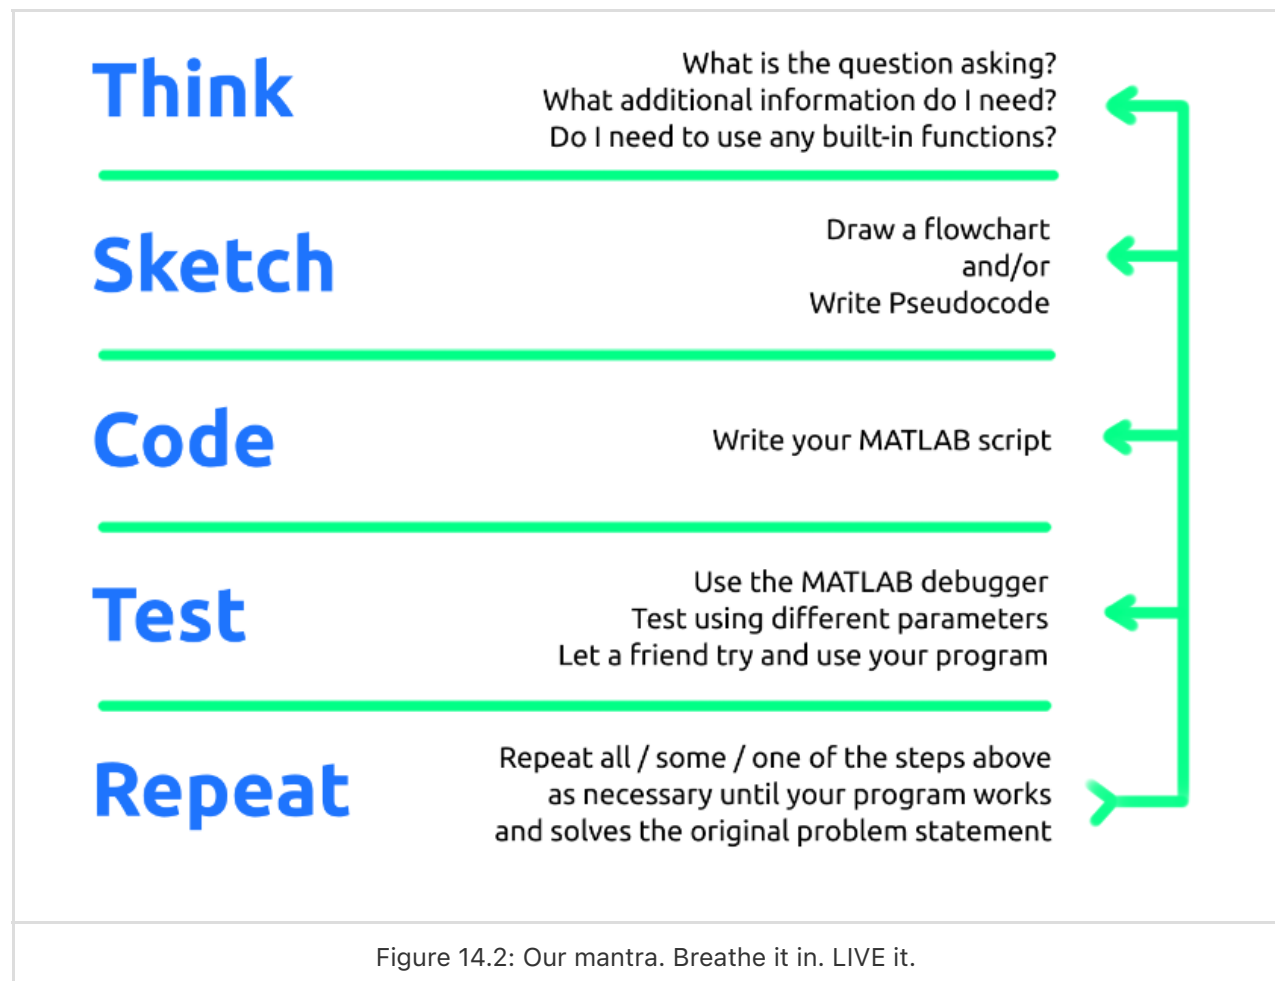 Think
What is the question asking?
What additional information do I need?
Do I need to use any built-in functions?
Sketch
Draw a flowchart
and/or
Write Pseudocode
Code
Write your MATLAB script
Test
Use the MATLAB debugger
Test using different parameters
Let a friend try and use your program
Repeat
Repeat all / some / one of the steps above
as necessary until your program works
and solves the original problem statement
Figure 14.2: Our mantra. Breathe it in. LIVE it.